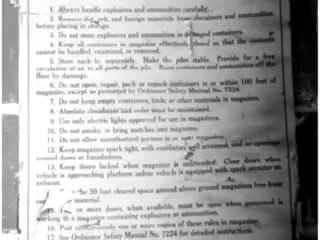 1. Always handle explosives and ammunition carefully.
2. Remove dirt, grit, and foreign materials from containers and ammunition
before placing in storage.
3. Do not store explosives and ammunition in damaged containers.
4. Keep all containers in magazine effectively closed so that the contents
cannot be handled, examined, or removed.
5. Store each lot separately. Make the piles stable. Provide for a free
circulation of air to all parts of the pile. Keep containers and ammunition off the
floor by dunnage.
6. Do not open, repair, pack or repack containers in or within 100 feet of
magazine, except as permitted by Ordnance Safety Manual No. 7224
7. Do not keep empty containers, tools, or other materials in magazine.
8. Absolute cleanliness and order must be maintained.
9. Use only electric lights approved for use in magazines.
10. Do not smoke, or bring matches into magazine.
11. Do not allow unauthorized persons in or near magazine.
12. Keep magazine spark tight, with ventilators well screened, and no openings
around doors or foundations.
13. Keep doors locked when magazine is unattended. Close doors when
vehicle is approaching platform unless vehicle is equipped with spark arrestor on
exhaust.
the 50 foot cleared space around above ground magazines free from
material.
or more doors, when available, must be open when personnel is
working in a magazine containing explosives or ammunition.
16. Post conspicuously one or more copies of these rules in magazine.
17. See Ordnance Safety Manual No. 7224 for detailed instructions.